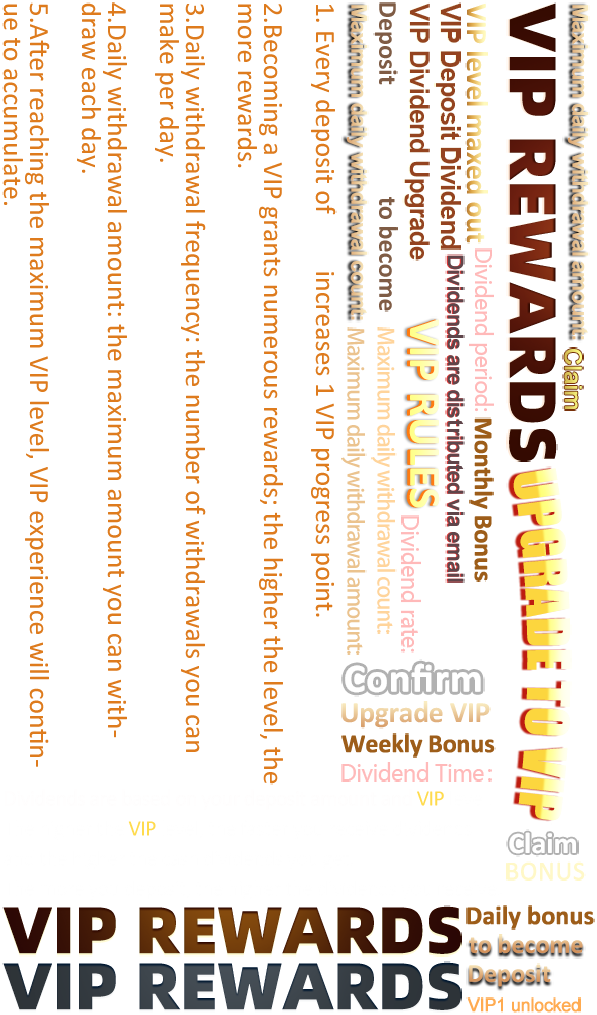 Maximum daily withdrawal amount:
Claim
VIP REWARDS
UPGRADE TO VIP
VIP level maxed out
Dividend period:
Monthly Bonus
VIP Deposit Dividend
Dividends are distributed via email
VIP Dividend Upgrade
VIP RULES
Dividend rate:
Deposit
to become
Maximum daily withdrawal count:
Maximum daily withdrawal count:
Maximum daily withdrawal amount:
1. Every deposit of increases 1 VIP progress point.
2.Becoming a VIP grants numerous rewards; the higher the level, the
more rewards.
3.Daily withdrawal frequency: the number of withdrawals you can
make per day.
4.Daily withdrawal amount: the maximum amount you can with-
draw each day.
5.After reaching the maximum VIP level, VIP experience will contin-
ue to accumulate.
Confirm
Upgrade VIP
Weekly Bonus
Dividend Time:
VIP
VIP
Claim
BONUS
VIP REWARDS
VIP REWARDS
Daily bonus
to become
Deposit
VIP1 unlocked